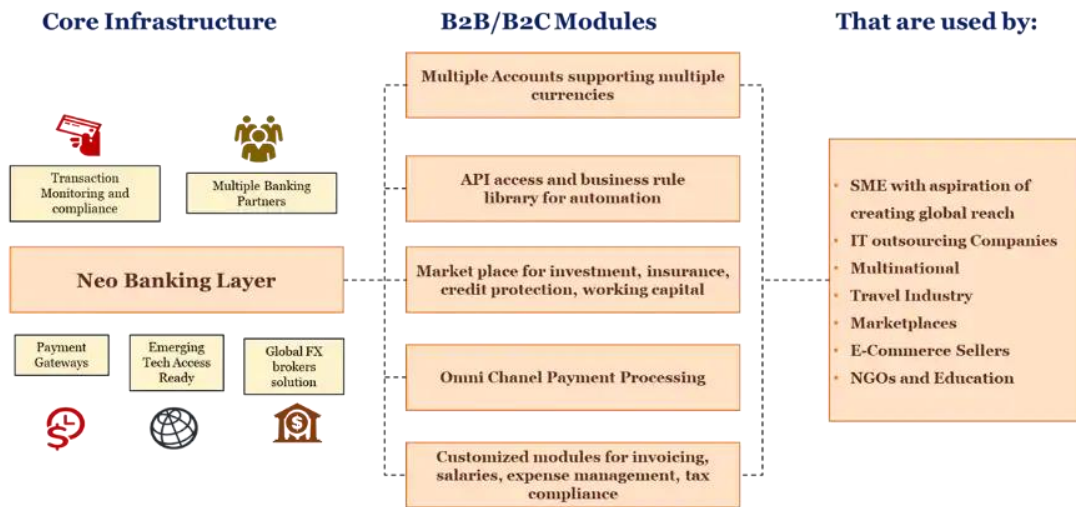 Core Infrastructure
B2B/B2C Modules
That are used by:
Transaction
Monitoring and
compliance
Multiple Banking
Partners
Neo Banking Layer
Payment
Gateways
Emerging
Tech Access
Ready
Global FX
brokers
solution
Multiple Accounts supporting multiple
currencies
API access and business rule
library for automation
Market place for investment, insurance,
credit protection, working capital
Omni Chanel Payment Processing
Customized modules for invoicing,
salaries, expense management, tax
compliance
• SME with aspiration of
creating global reach
• IT outsourcing Companies
• Multinational
• Travel Industry
• Marketplaces
• E-Commerce Sellers
• NGOs and Education